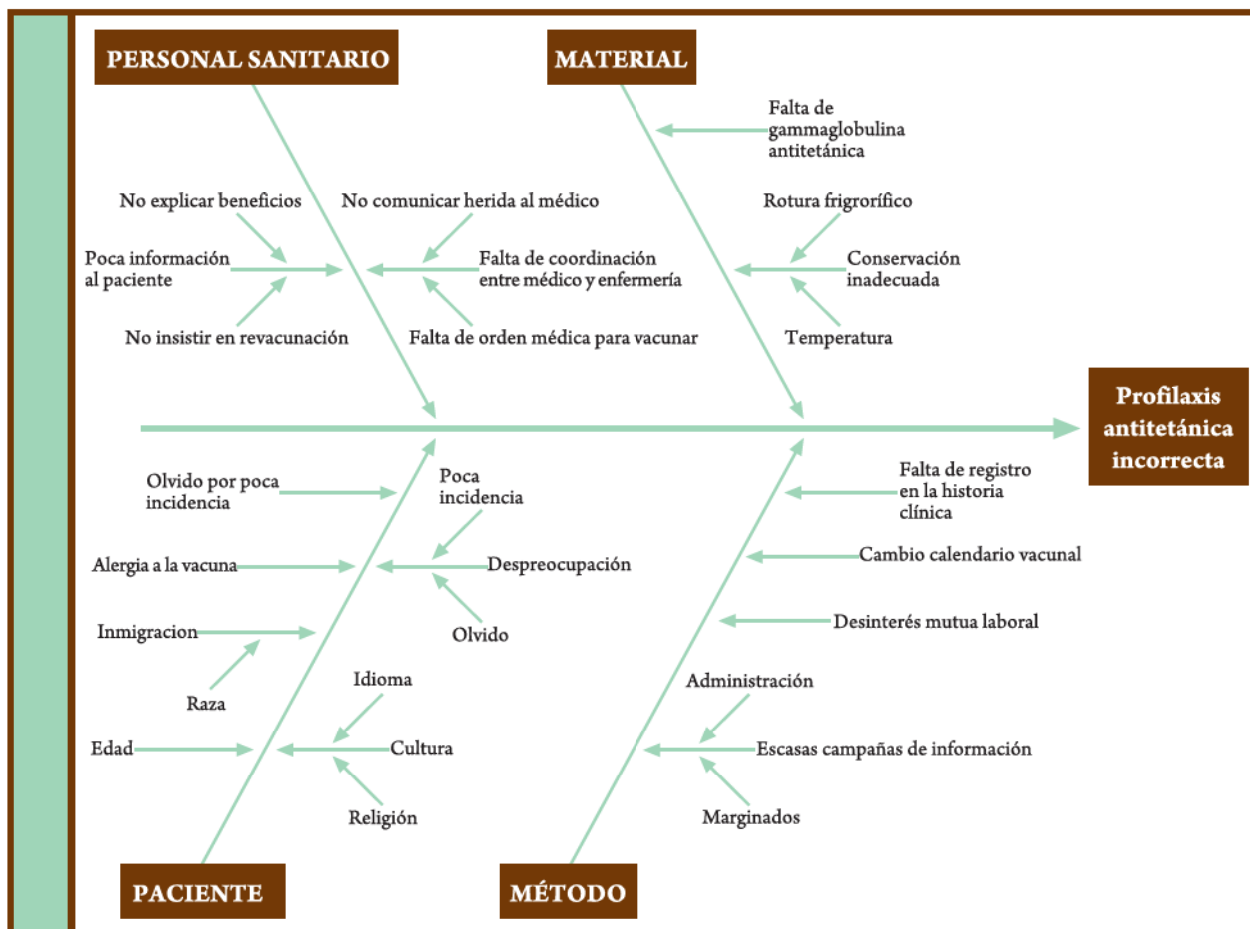 PERSONAL SANITARIO
MATERIAL
Falta de
gammaglobulina
antitetánica
No explicar beneficios
No comunicar herida al médico
Rotura frigrorífico
Poca información
al paciente
Falta de coordinación
entre médico y enfermería
Conservación
inadecuada
No insistir en revacunación
Falta de orden médica para vacunar
Temperatura
Profilaxis
antitetánica
incorrecta
Olvido por poca
incidencia
Poca
incidencia
Falta de registro
en la historia
clínica
Alergia a la vacuna
Despreocupación
Cambio calendario vacunal
Inmigracion
Olvido
Desinterés mutua laboral
Raza
Idioma
Administración
Edad
Cultura
Escasas campañas de información
Religión
Marginados
PACIENTE
MÉTODO